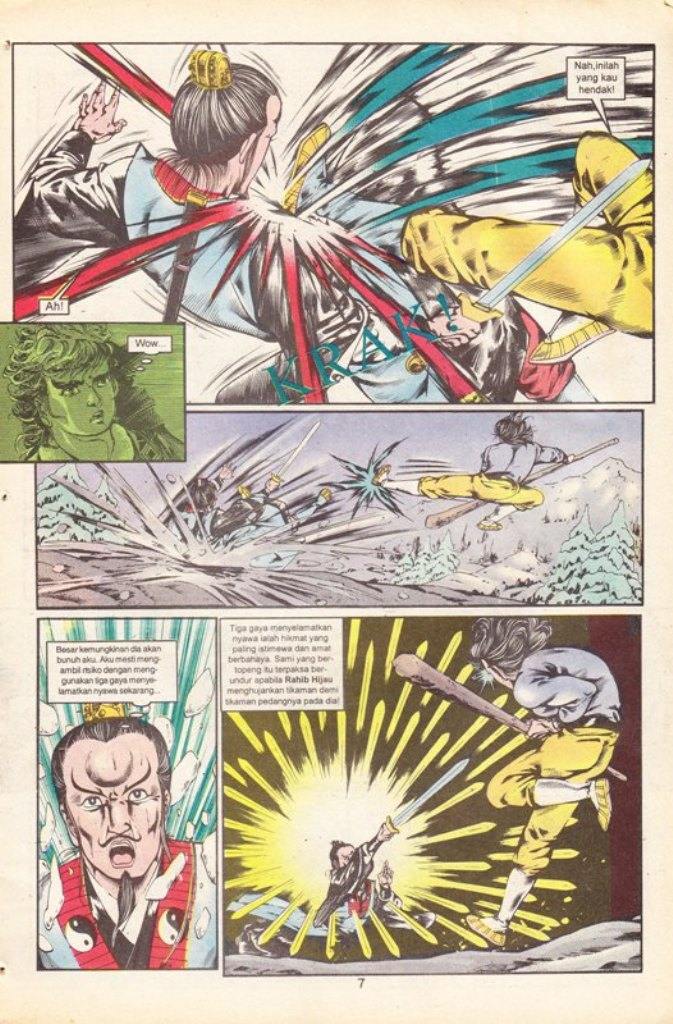 Nah,inilah
yang kau
hendak!
Ah!
KRAK!
Wow...
Besar kemungkinan dia akan
bunuh aku. Aku mesti meng-
ambil risiko dengan meng-
gunakan tiga gaya menye-
lamatkan nyawa sekarang...
Tiga gaya menyelamatkan
nyawa ialah hikmat yang
paling istimewa dan amat
berbahaya. Sami yang ber-
topeng itu terpaksa ber-
undur apabila Rahib Hijau
menghujankan tikaman demi
tikaman pedangnya pada dia!
7